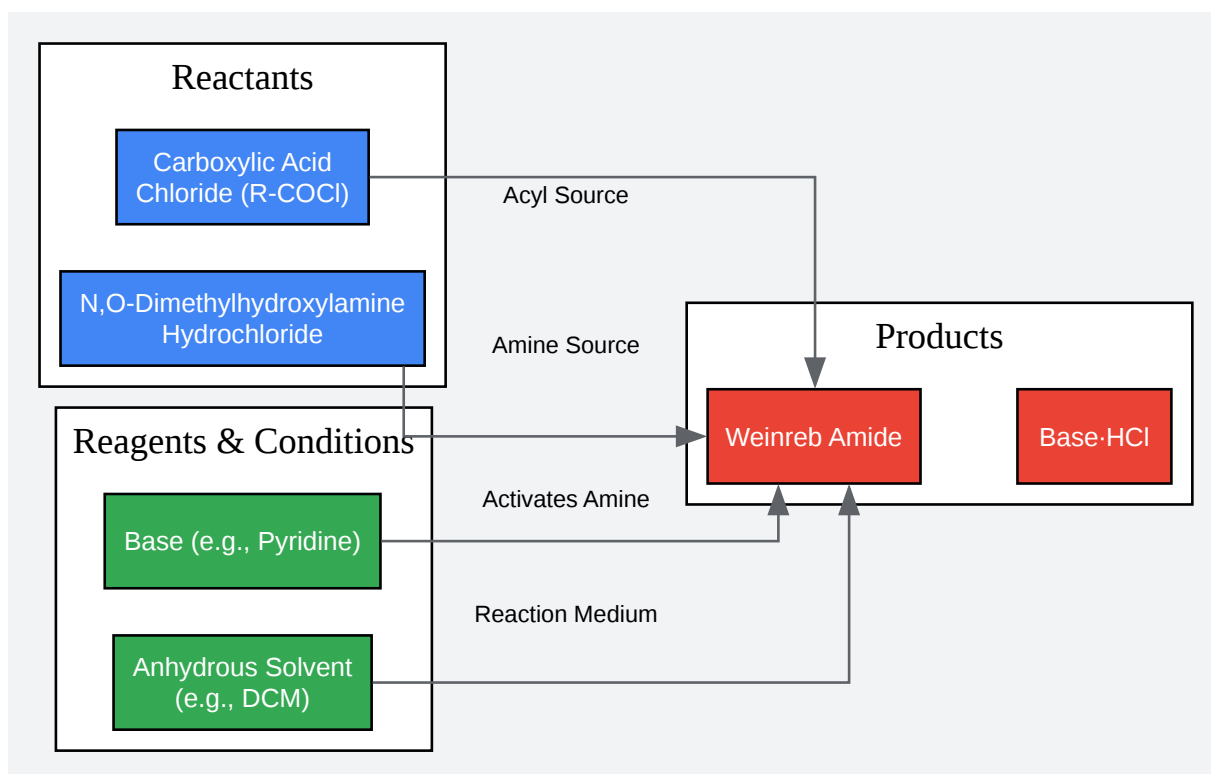 Reactants
Carboxylic Acid
Chloride (R-COCl)
Acyl Source
N,O-Dimethylhydroxylamine
Hydrochloride
Amine Source
Products
Weinreb Amide
Base·HCl
Reagents & Conditions
Activates Amine
Base (e.g., Pyridine)
Reaction Medium
Anhydrous Solvent
(e.g., DCM)